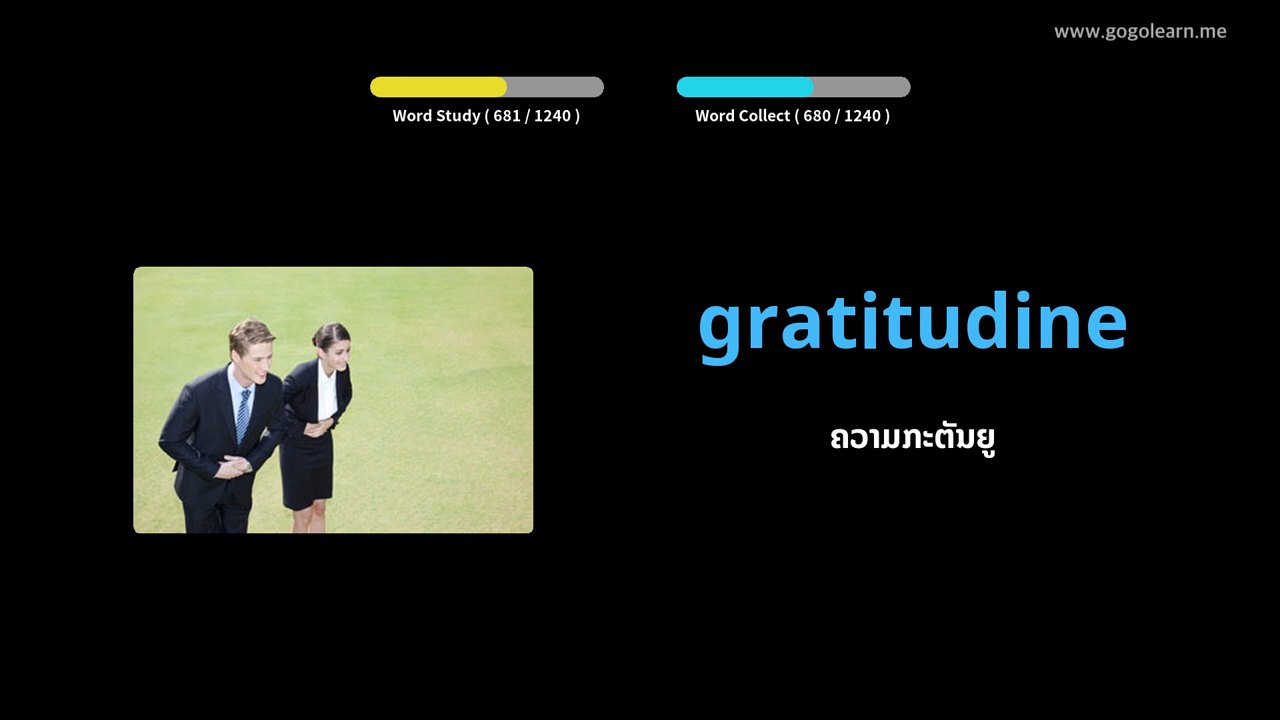 www.gogolearn.me
Word Study ( 681 / 1240 )
Word Collect ( 680 / 1240 )
gratitudine
ຄວາມກະຕັນຍູ